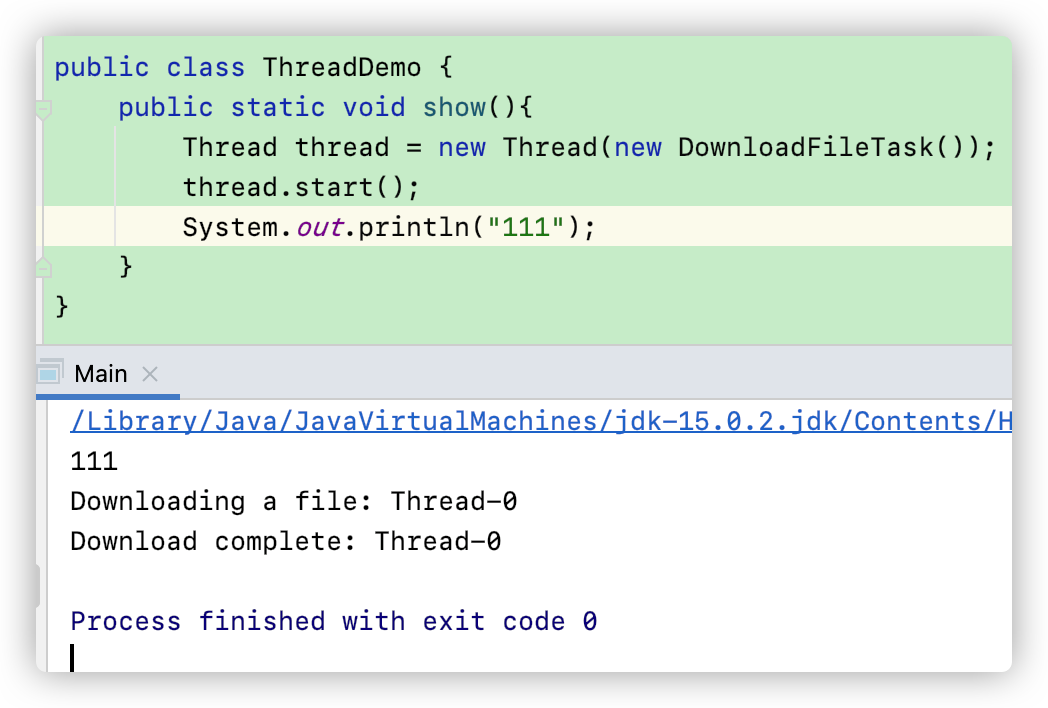 public class ThreadDemo {
    public static void show(){
        Thread thread = new Thread(new DownloadFileTask());
        thread.start();
        System.out.println("111");
    }
}
Main
/Library/Java/JavaVirtualMachines/jdk-15.0.2.jdk/Contents/H
111
Downloading a file: Thread-0
Download complete: Thread-0
Process finished with exit code 0